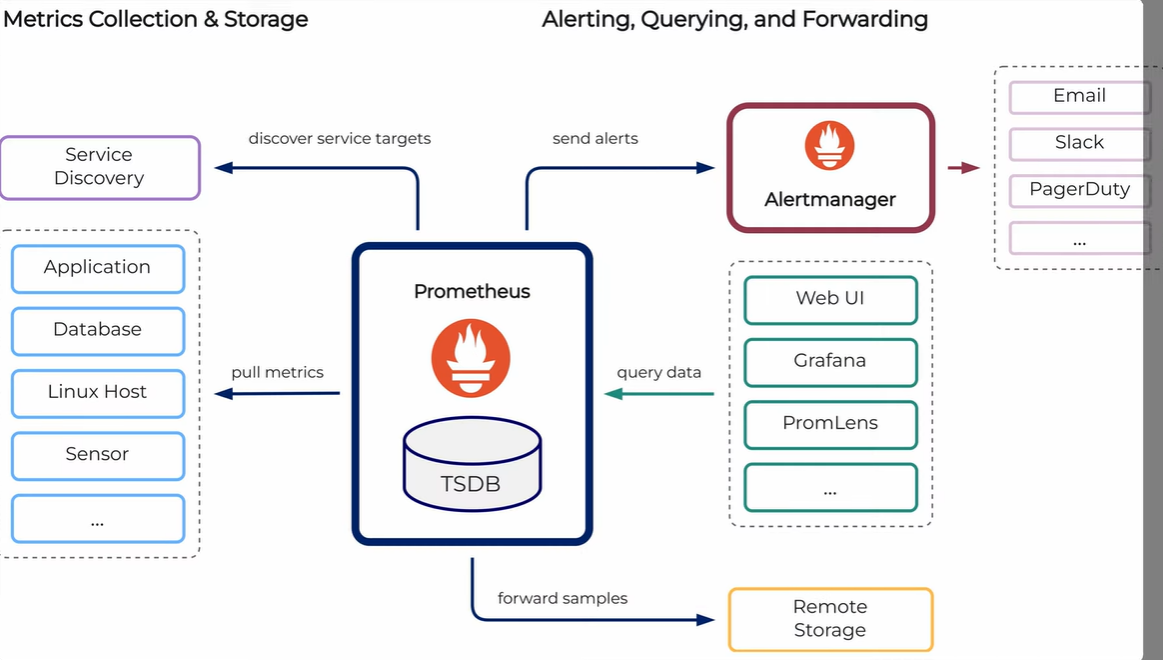 Metrics Collection & Storage
Alerting, Querying, and Forwarding
discover service targets
send alerts
Service
Discovery
Alertmanager
Email
Slack
PagerDuty
...
Application
Database
Linux Host
Sensor
...
pull metrics
Prometheus
TSDB
query data
Web UI
Grafana
PromLens
...
forward samples
Remote
Storage